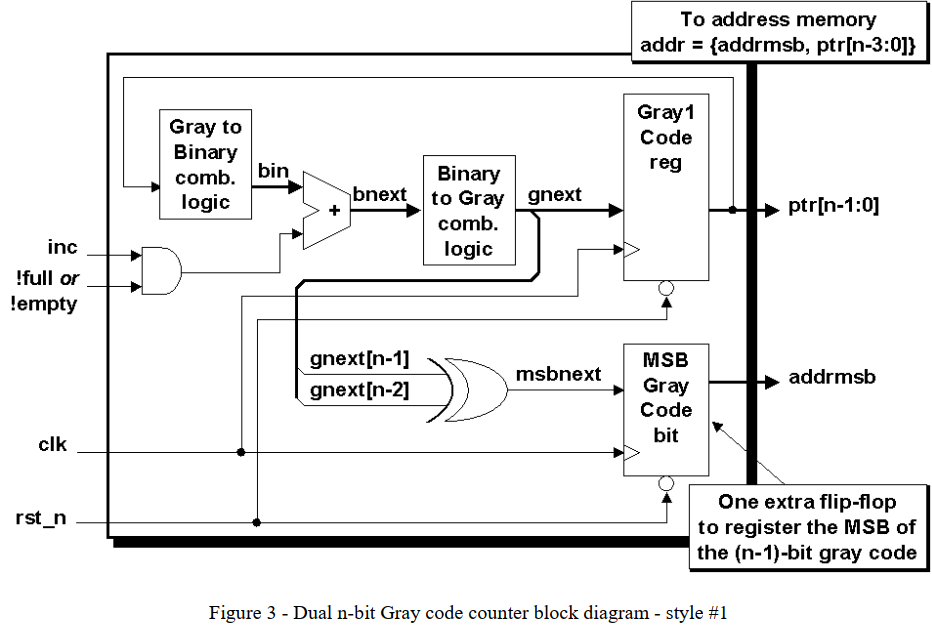 To address memory
addr = {addrmsb, ptr[n-3:0]}
Gray to
Binary
comb.
logic
bin
+
bnext
Binary
to Gray
comb.
logic
gnext
Gray1
Code
reg
ptr[n-1:0]
inc
!full or
!empty
gnext[n-1]
gnext[n-2]
msbnext
MSB
Gray
Code
bit
addrmsb
clk
rst_n
One extra flip-flop
to register the MSB of
the (n-1)-bit gray code
Figure 3 - Dual n-bit Gray code counter block diagram - style #1